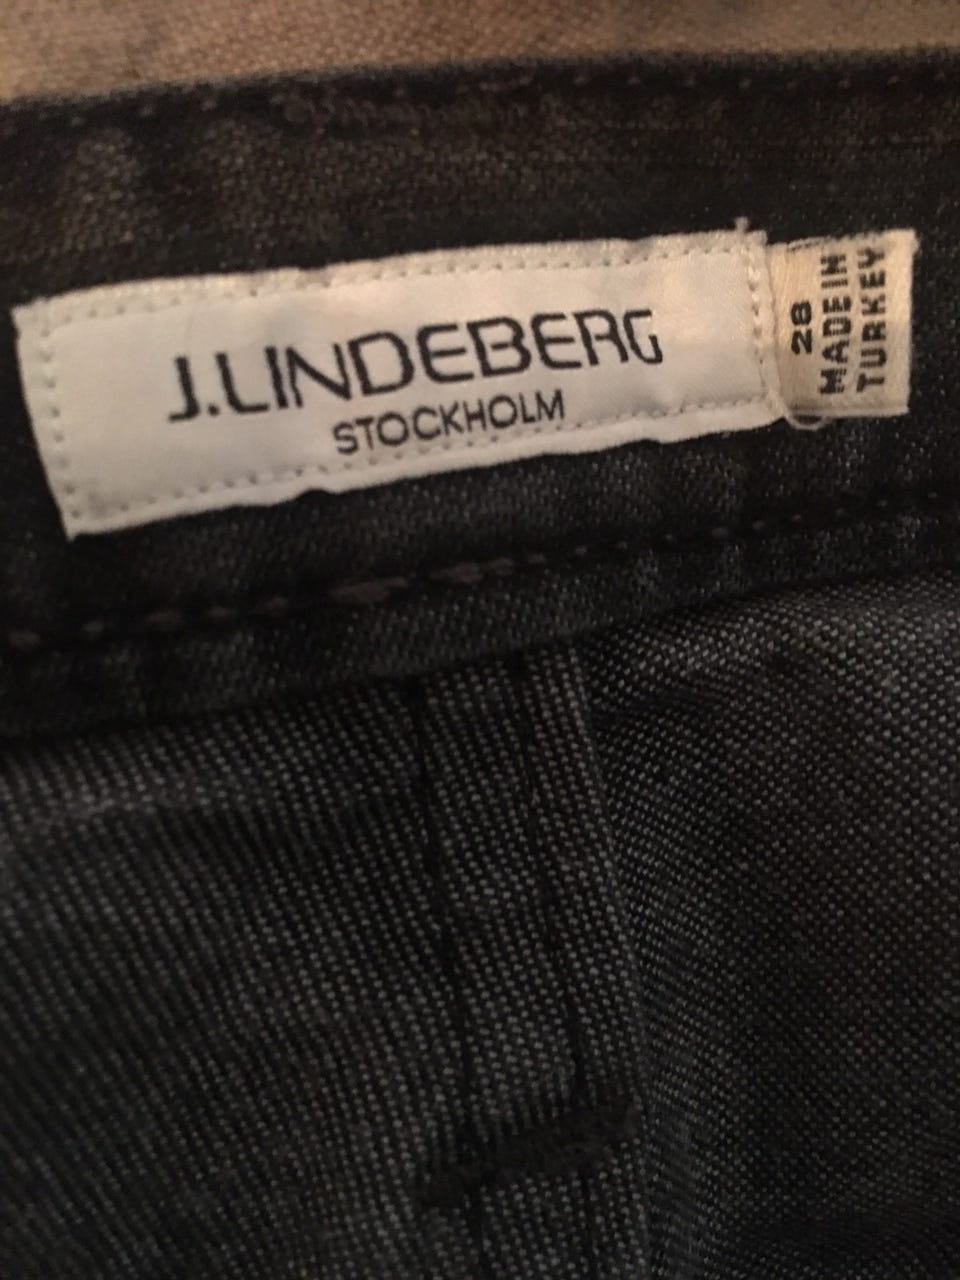 J.LINDEBERG
STOCKHOLM
28
MADE IN
TURKEY